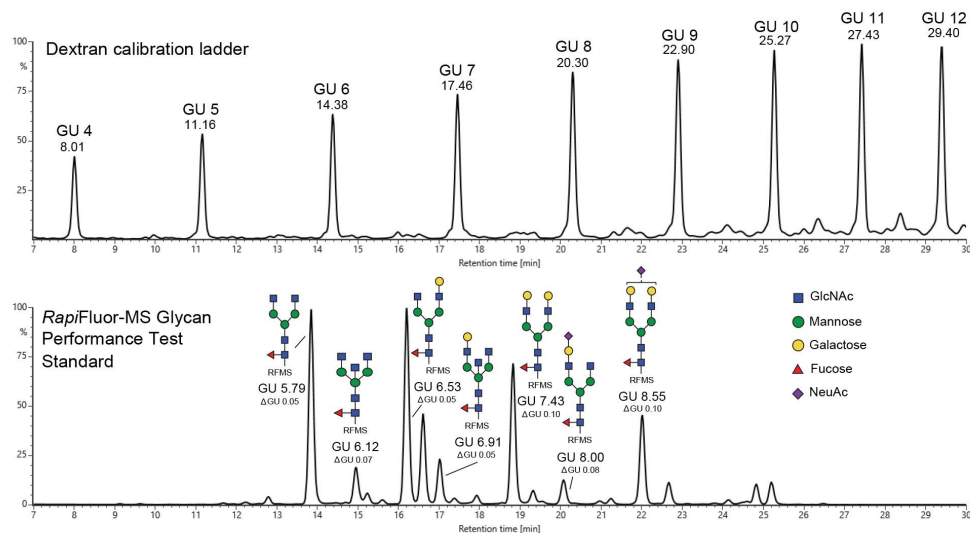 Dextran calibration ladder
GU 4
8.01
GU 5
11.16
GU 6
14.38
GU 7
17.46
GU 8
20.30
GU 9
22.90
GU 10
25.27
GU 11
27.43
GU 12
29.40
100
%
75
50
25
0
7 8 9 10 11 12 13 14 15 16 17 18 19 20 21 22 23 24 25 26 27 28 29 30
Retention time [min]
RapiFluor-MS Glycan
Performance Test
Standard
100
%
75
50
25
0
RFMS
GU 5.79
ΔGU 0.05
RFMS
GU 6.12
ΔGU 0.07
RFMS
GU 6.53
ΔGU 0.05
RFMS
GU 6.91
ΔGU 0.05
RFMS
GU 7.43
ΔGU 0.10
RFMS
GU 8.00
ΔGU 0.08
RFMS
GU 8.55
ΔGU 0.10
GlcNAc
Mannose
Galactose
Fucose
NeuAc
7 8 9 10 11 12 13 14 15 16 17 18 19 20 21 22 23 24 25 26 27 28 29 30
Retention time [min]